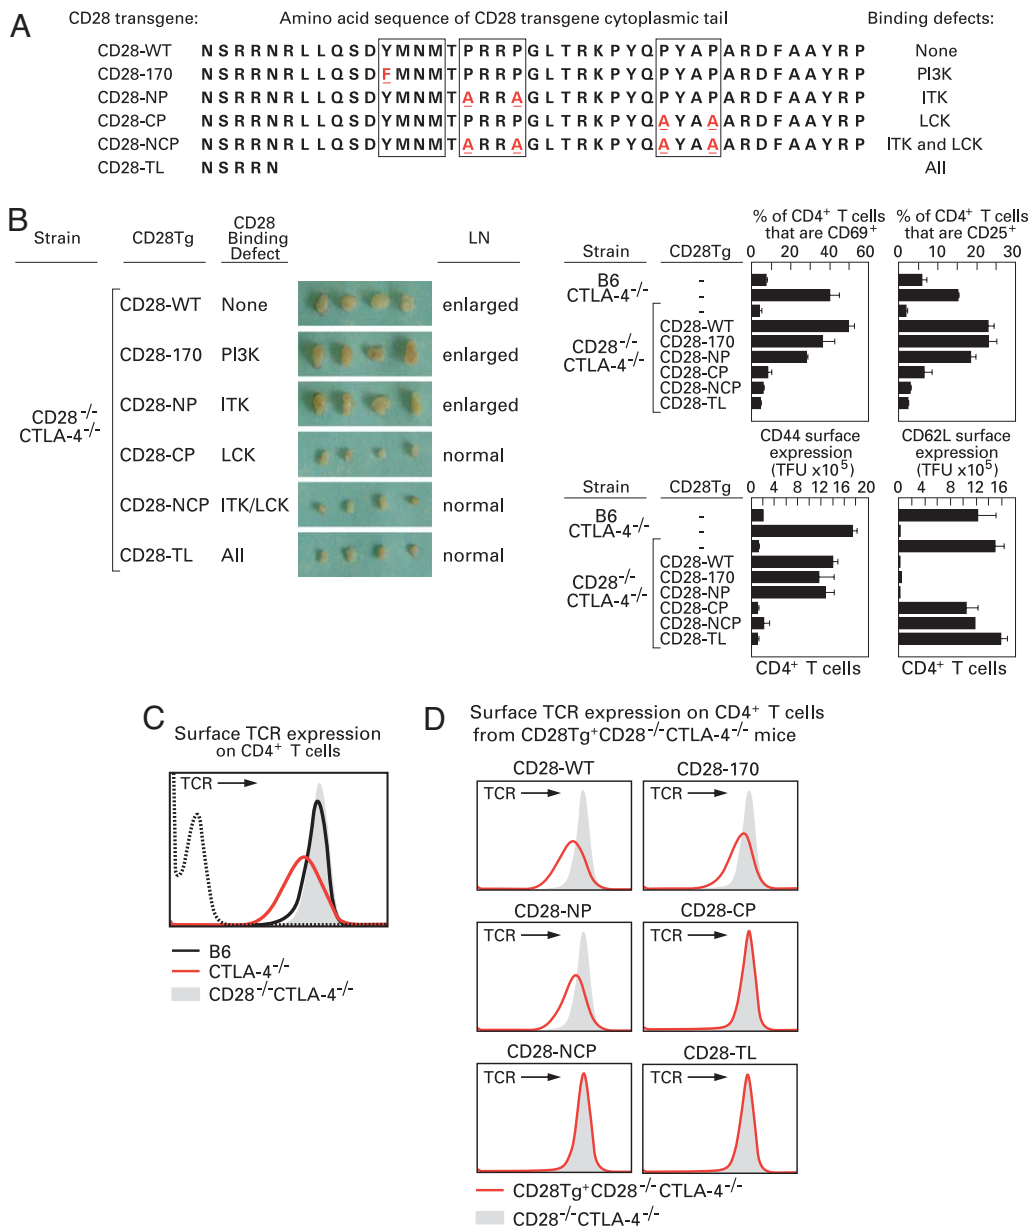 A
CD28 transgene: Amino acid sequence of CD28 transgene cytoplasmic tail Binding defects:
CD28-WT N S R R N R L L Q S D Y M N M T P R R P G L T R K P Y Q P Y A P A R D F A A Y R P None
CD28-170 N S R R N R L L Q S D F M N M T P R R P G L T R K P Y Q P Y A P A R D F A A Y R P PI3K
CD28-NP N S R R N R L L Q S D Y M N M T A R R A G L T R K P Y Q P Y A P A R D F A A Y R P ITK
CD28-CP N S R R N R L L Q S D Y M N M T P R R P G L T R K P Y Q A Y A A A R D F A A Y R P LCK
CD28-NCP N S R R N R L L Q S D Y M N M T A R R A G L T R K P Y Q A Y A A A R D F A A Y R P ITK and LCK
CD28-TL N S R R N All
B
Strain CD28Tg CD28 Binding Defect: LN
CD28-WT None enlarged
CD28-170 PI3K enlarged
CD28-NP ITK enlarged
CD28-/- CTLA-4-/-
CD28-CP LCK normal
CD28-NCP ITK/LCK normal
CD28-TL All normal
% of CD4+ T cells that are CD69+
% of CD4+ T cells that are CD25+
Strain CD28Tg
0 20 40 60
0 10 20 30
B6 -
CTLA-4-/- -
-
CD28-WT
CD28-170
CD28-/- CTLA-4-/-
CD28-NP
CD28-CP
CD28-NCP
CD28-TL
CD44 surface expression (TFU x10^5)
CD62L surface expression (TFU x10^5)
Strain CD28Tg
0 4 8 12 16 20
0 4 8 12 16
B6 -
CTLA-4-/- -
-
CD28-WT
CD28-170
CD28-/- CTLA-4-/-
CD28-NP
CD28-CP
CD28-NCP
CD28-TL
CD4+ T cells CD4+ T cells
C
Surface TCR expression
on CD4+ T cells
TCR
B6
CTLA-4-/-
CD28-/-CTLA-4-/-
D
Surface TCR expression on CD4+ T cells
from CD28Tg+CD28-/-CTLA-4-/- mice
CD28-WT CD28-170
TCR TCR
CD28-NP CD28-CP
TCR TCR
CD28-NCP CD28-TL
TCR TCR
CD28Tg+CD28-/-CTLA-4-/-
CD28-/-CTLA-4-/-